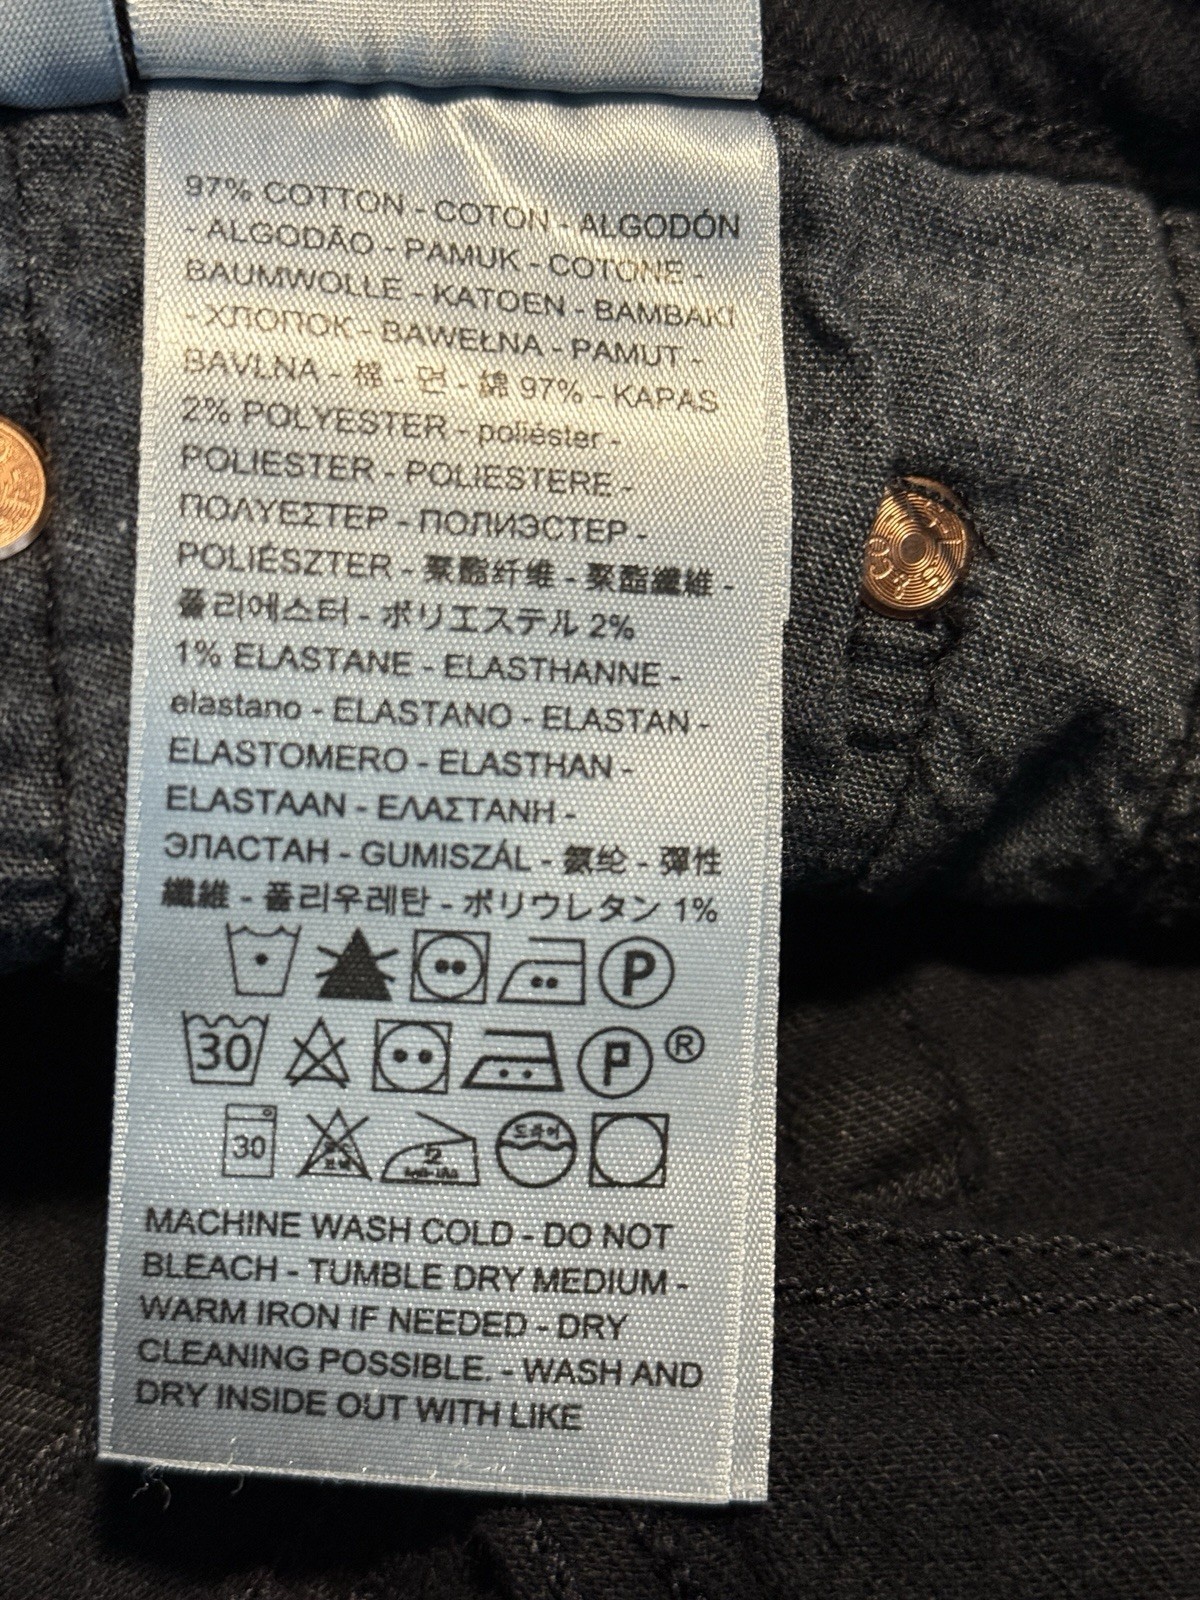 97% COTTON - COTON - ALGODÓN
- ALGODÃO - PAMUK - COTONE -
BAUMWOLLE - KATOEN - BAMBAKI
- ХЛОПОК - BAWEŁNA - PAMUT -
BAVLNA - 棉 - 면 - 綿 97% - KAPAS
2% POLYESTER - poliéster -
POLIESTER - POLIESTERE -
ΠΟΛΥΕΣΤΕΡ - ПОЛИЭСТЕР -
POLIÉSZTER - 聚酯纤维 - 聚酯纖維 -
폴리에스터 - ポリエステル 2%
1% ELASTANE - ELASTHANNE -
elastano - ELASTANO - ELASTAN -
ELASTOMERO - ELASTHAN -
ELASTAAN - ΕΛΑΣΤΑΝΗ -
ЭЛАСТАН - GUMISZÁL - 氨纶 - 彈性
纖維 - 폴리우레탄 - ポリウレタン 1%
P
30 P ®
30
MACHINE WASH COLD - DO NOT
BLEACH - TUMBLE DRY MEDIUM -
WARM IRON IF NEEDED - DRY
CLEANING POSSIBLE. - WASH AND
DRY INSIDE OUT WITH LIKE